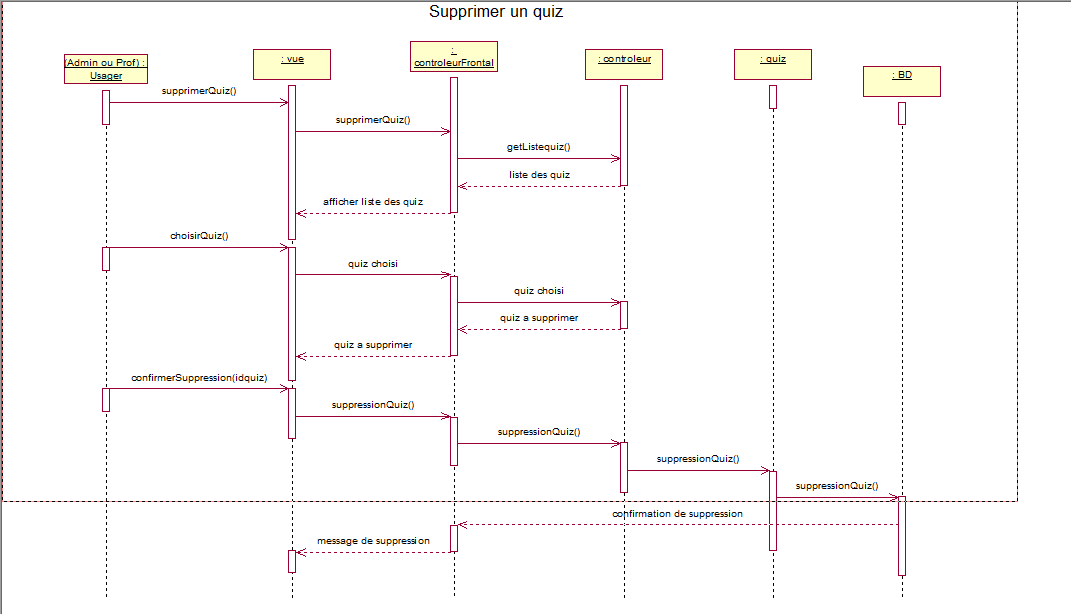 Supprimer un quiz
(Admin ou Prof) :
Usager
: vue
:
controleurFrontal
: controleur
: quiz
: BD
supprimerQuiz()
supprimerQuiz()
getListequiz()
liste des quiz
afficher liste des quiz
choisirQuiz()
quiz choisi
quiz choisi
quiz a supprimer
quiz a supprimer
confirmerSuppression(idquiz)
suppressionQuiz()
suppressionQuiz()
suppressionQuiz()
suppressionQuiz()
confirmation de suppression
message de suppression